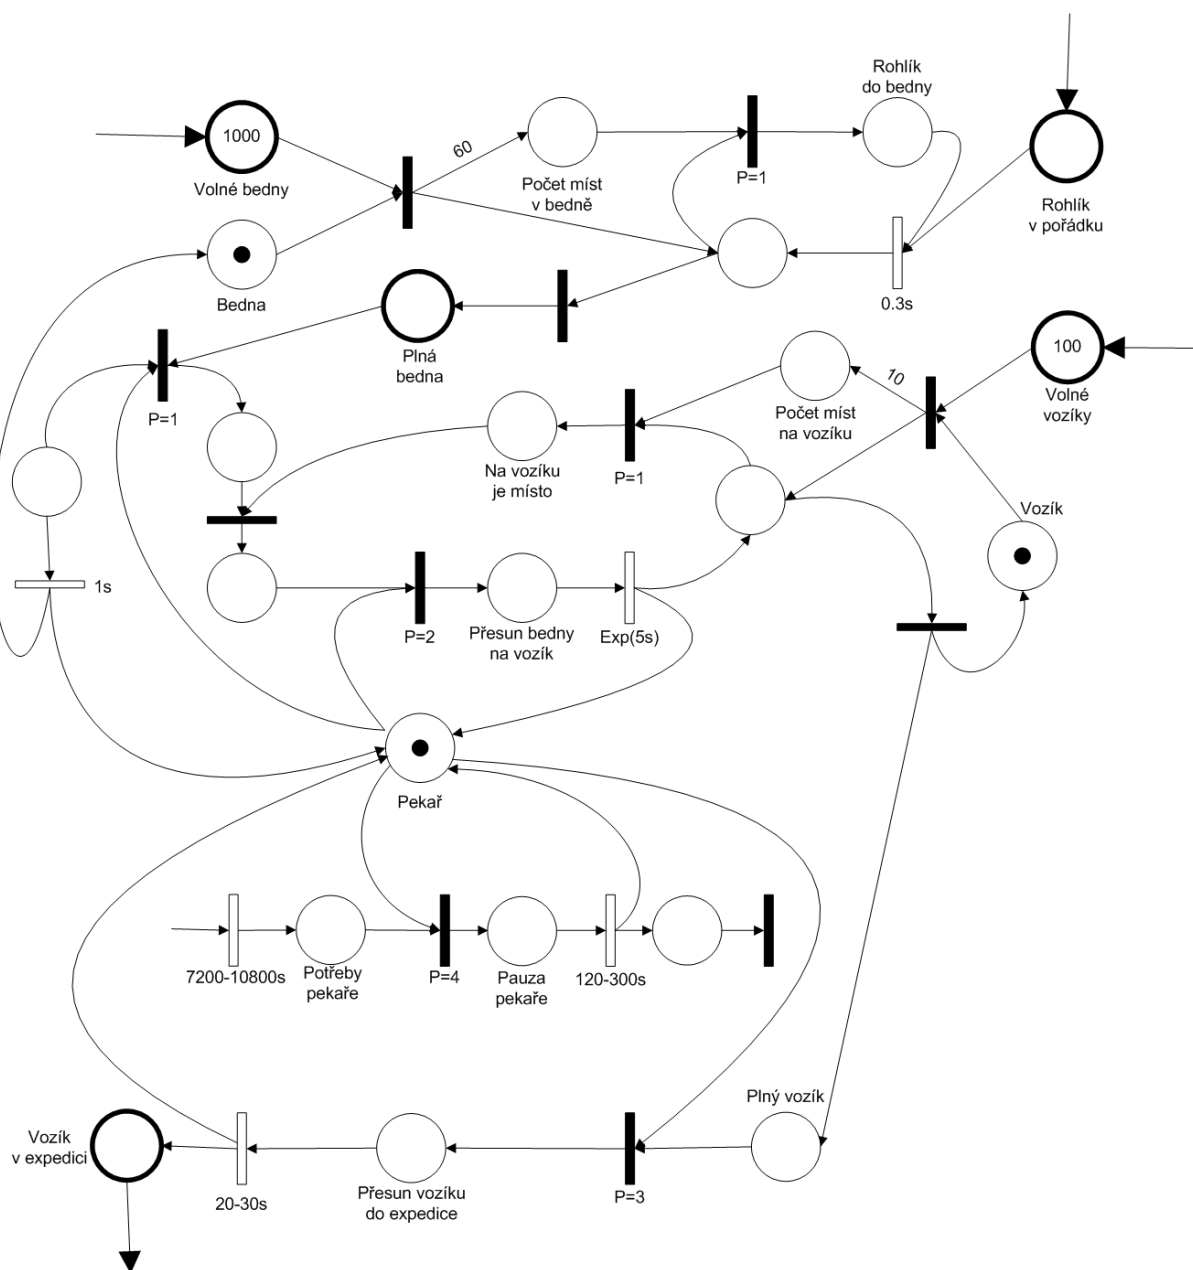 Rohlík
do bedny
1000
60
Volné bedny
Počet míst
v bedně
P=1
Rohlík
v pořádku
Bedna
0.3s
Plná
bedna
100
Volné
vozíky
10
P=1
Počet míst
na vozíku
Na vozíku
je místo
P=1
Vozík
1s
P=2
Přesun bedny
na vozík
Exp(5s)
Pekař
7200-10800s
Potřeby
pekaře
P=4
Pauza
pekaře
120-300s
Plný vozík
Vozík
v expedici
20-30s
Přesun vozíku
do expedice
P=3